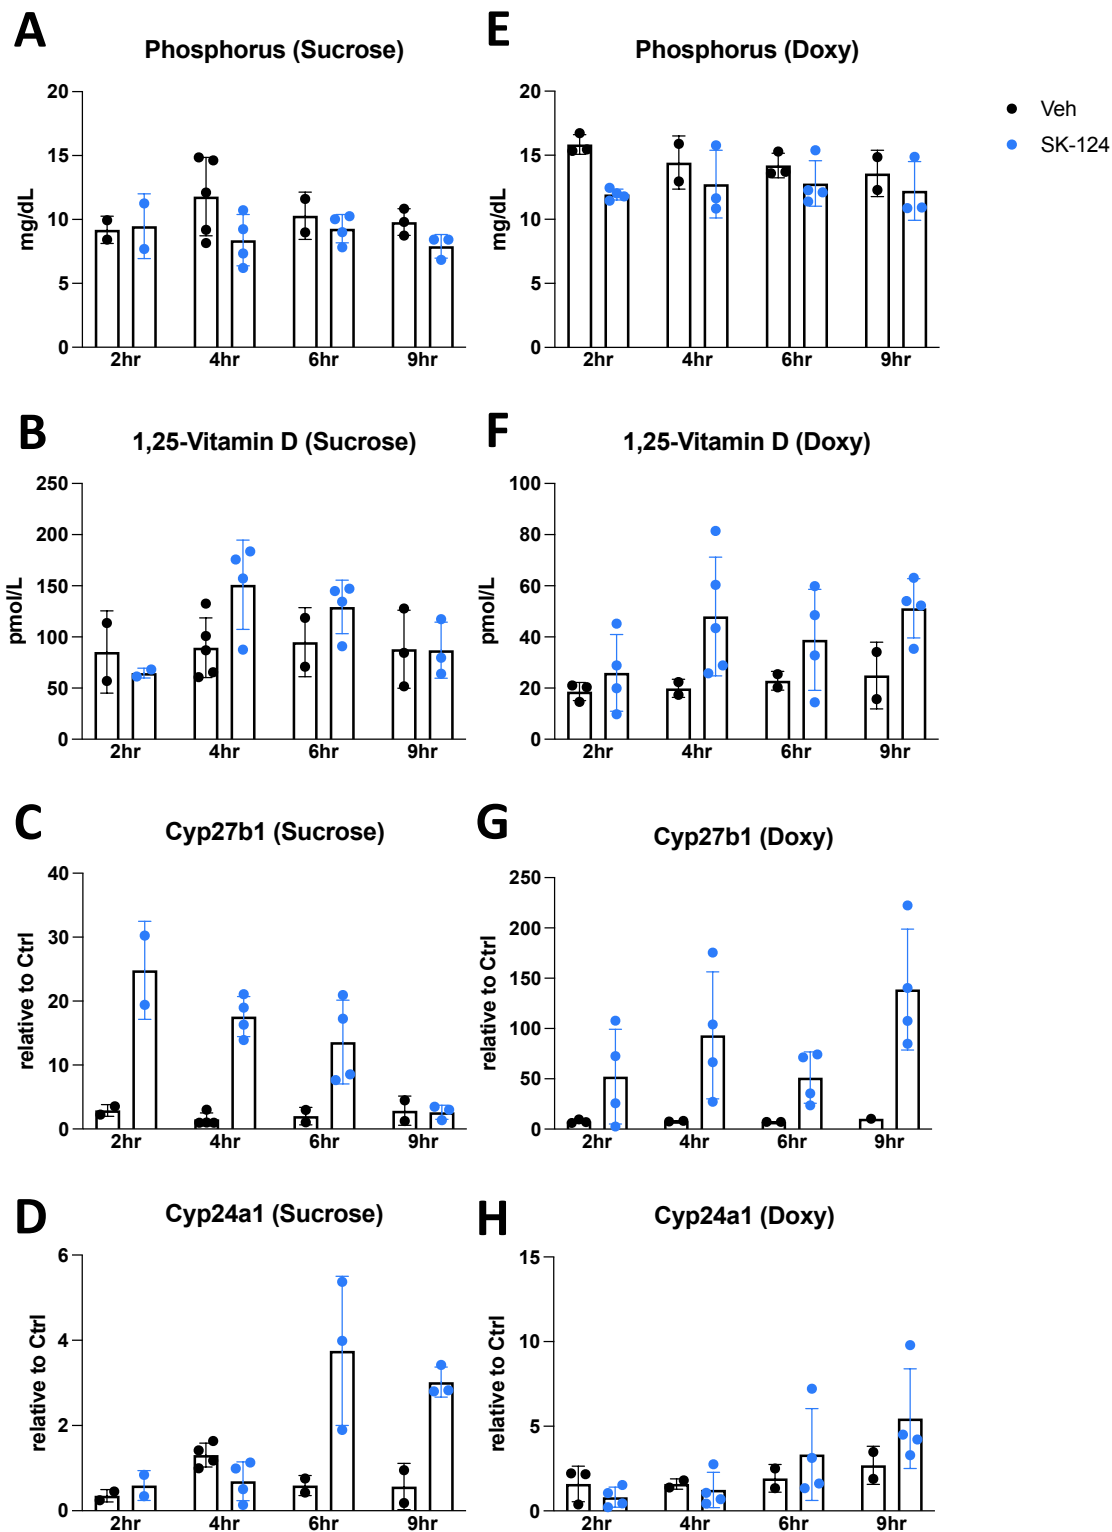 A
Phosphorus (Sucrose)
20
15
10
5
0
mg/dL
2hr 4hr 6hr 9hr
E
Phosphorus (Doxy)
20
15
10
5
0
mg/dL
2hr 4hr 6hr 9hr
Veh
SK-124
B
1,25-Vitamin D (Sucrose)
250
200
150
100
50
0
pmol/L
2hr 4hr 6hr 9hr
F
1,25-Vitamin D (Doxy)
100
80
60
40
20
0
pmol/L
2hr 4hr 6hr 9hr
C
Cyp27b1 (Sucrose)
40
30
20
10
0
relative to Ctrl
2hr 4hr 6hr 9hr
G
Cyp27b1 (Doxy)
250
200
150
100
50
0
relative to Ctrl
2hr 4hr 6hr 9hr
D
Cyp24a1 (Sucrose)
6
4
2
0
relative to Ctrl
2hr 4hr 6hr 9hr
H
Cyp24a1 (Doxy)
15
10
5
0
relative to Ctrl
2hr 4hr 6hr 9hr